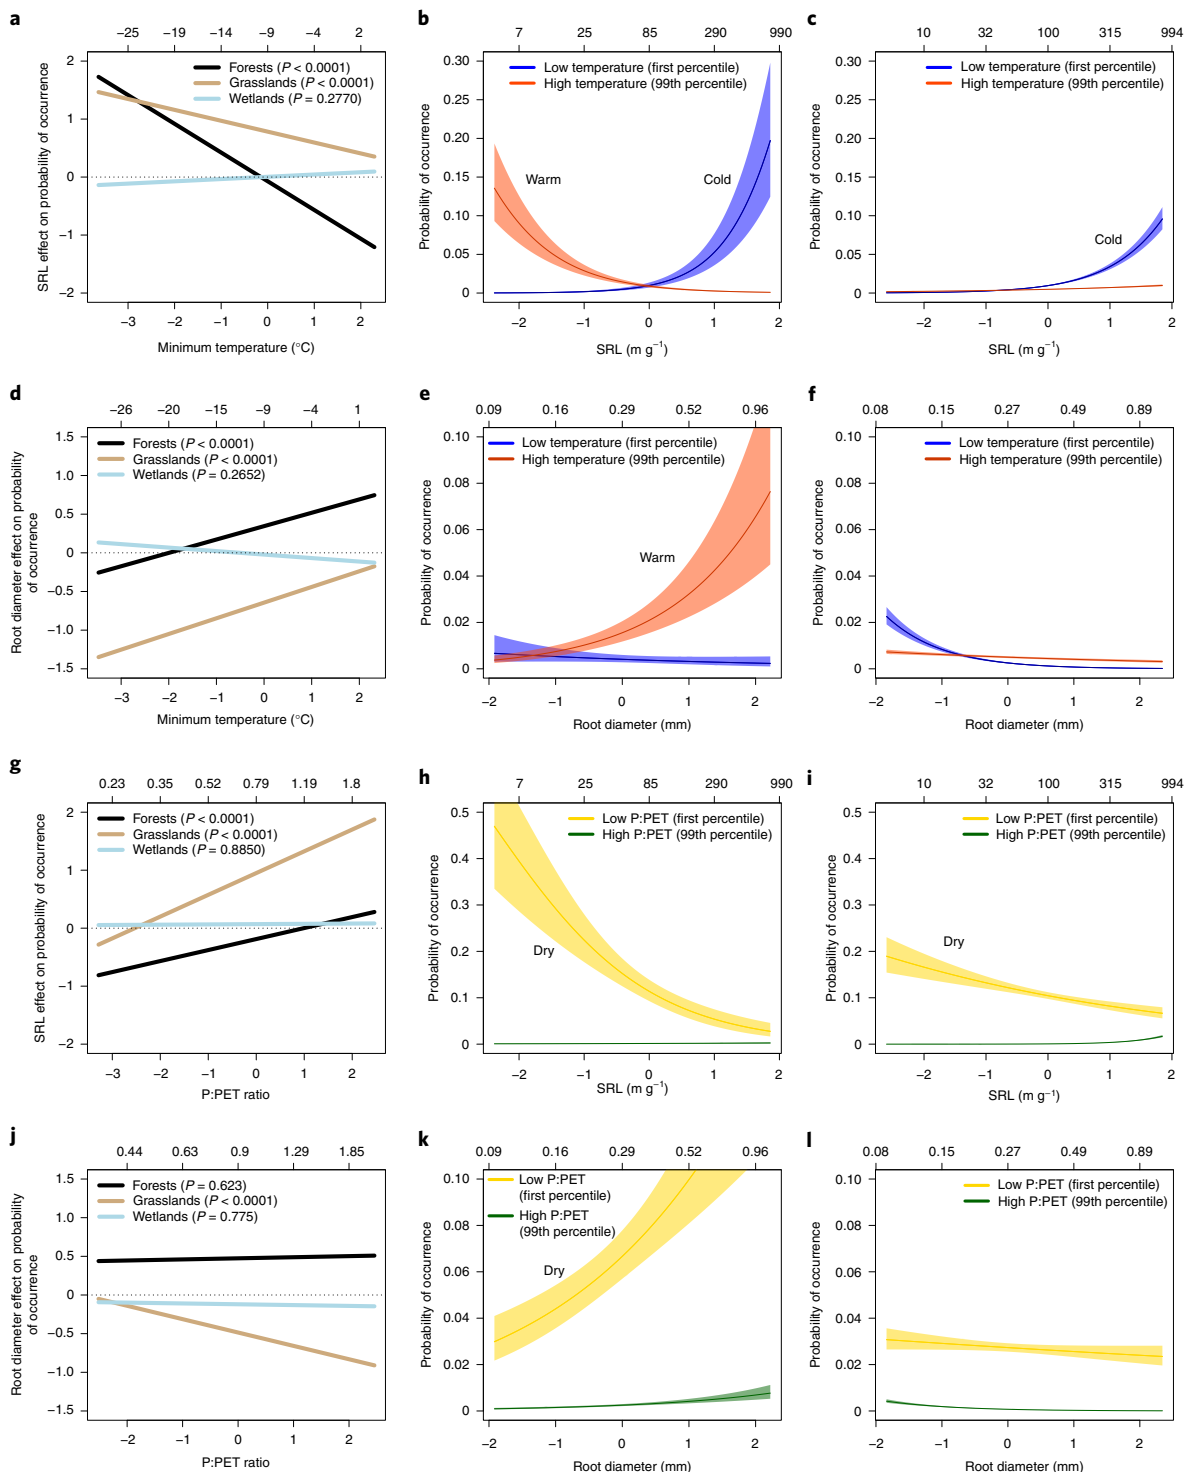 a
−25 −19 −14 −9 −4 2
2
1
0
−1
−2
SRL effect on probability of occurrence
Forests (P < 0.0001)
Grasslands (P < 0.0001)
Wetlands (P = 0.2770)
−3 −2 −1 0 1 2
Minimum temperature (°C)
b
7 25 85 290 990
0.30
0.25
0.20
0.15
0.10
0.05
0
Probability of occurrence
Low temperature (first percentile)
High temperature (99th percentile)
Warm
Cold
−2 −1 0 1 2
SRL (m g⁻¹)
c
10 32 100 315 994
0.30
0.25
0.20
0.15
0.10
0.05
0
Probability of occurrence
Low temperature (first percentile)
High temperature (99th percentile)
Cold
−2 −1 0 1 2
SRL (m g⁻¹)
d
−26 −20 −15 −9 −4 1
1.5
1.0
0.5
0
−0.5
−1.0
−1.5
Root diameter effect on probability
of occurrence
Forests (P < 0.0001)
Grasslands (P < 0.0001)
Wetlands (P = 0.2652)
−3 −2 −1 0 1 2
Minimum temperature (°C)
e
0.09 0.16 0.29 0.52 0.96
0.10
0.08
0.06
0.04
0.02
0
Probability of occurrence
Low temperature (first percentile)
High temperature (99th percentile)
Warm
−2 −1 0 1 2
Root diameter (mm)
f
0.08 0.15 0.27 0.49 0.89
0.10
0.08
0.06
0.04
0.02
0
Probability of occurrence
Low temperature (first percentile)
High temperature (99th percentile)
−2 −1 0 1 2
Root diameter (mm)
g
0.23 0.35 0.52 0.79 1.19 1.8
2
1
0
−1
−2
SRL effect on probability of occurrence
Forests (P < 0.0001)
Grasslands (P < 0.0001)
Wetlands (P = 0.8850)
−3 −2 −1 0 1 2
P:PET ratio
h
7 25 85 290 990
0.5
0.4
0.3
0.2
0.1
0
Probability of occurrence
Low P:PET (first percentile)
High P:PET (99th percentile)
Dry
−2 −1 0 1 2
SRL (m g⁻¹)
i
10 32 100 315 994
0.5
0.4
0.3
0.2
0.1
0
Probability of occurrence
Low P:PET (first percentile)
High P:PET (99th percentile)
Dry
−2 −1 0 1 2
SRL (m g⁻¹)
j
0.44 0.63 0.9 1.29 1.85
1.5
1.0
0.5
0
−0.5
−1.0
−1.5
Root diameter effect on probability
of occurrence
Forests (P = 0.623)
Grasslands (P < 0.0001)
Wetlands (P = 0.775)
−2 −1 0 1 2
P:PET ratio
k
0.09 0.16 0.29 0.52 0.96
0.10
0.08
0.06
0.04
0.02
0
Probability of occurrence
Low P:PET
(first percentile)
High P:PET
(99th percentile)
Dry
−2 −1 0 1 2
Root diameter (mm)
l
0.08 0.15 0.27 0.49 0.89
0.10
0.08
0.06
0.04
0.02
0
Probability of occurrence
Low P:PET (first percentile)
High P:PET (99th percentile)
−2 −1 0 1 2
Root diameter (mm)